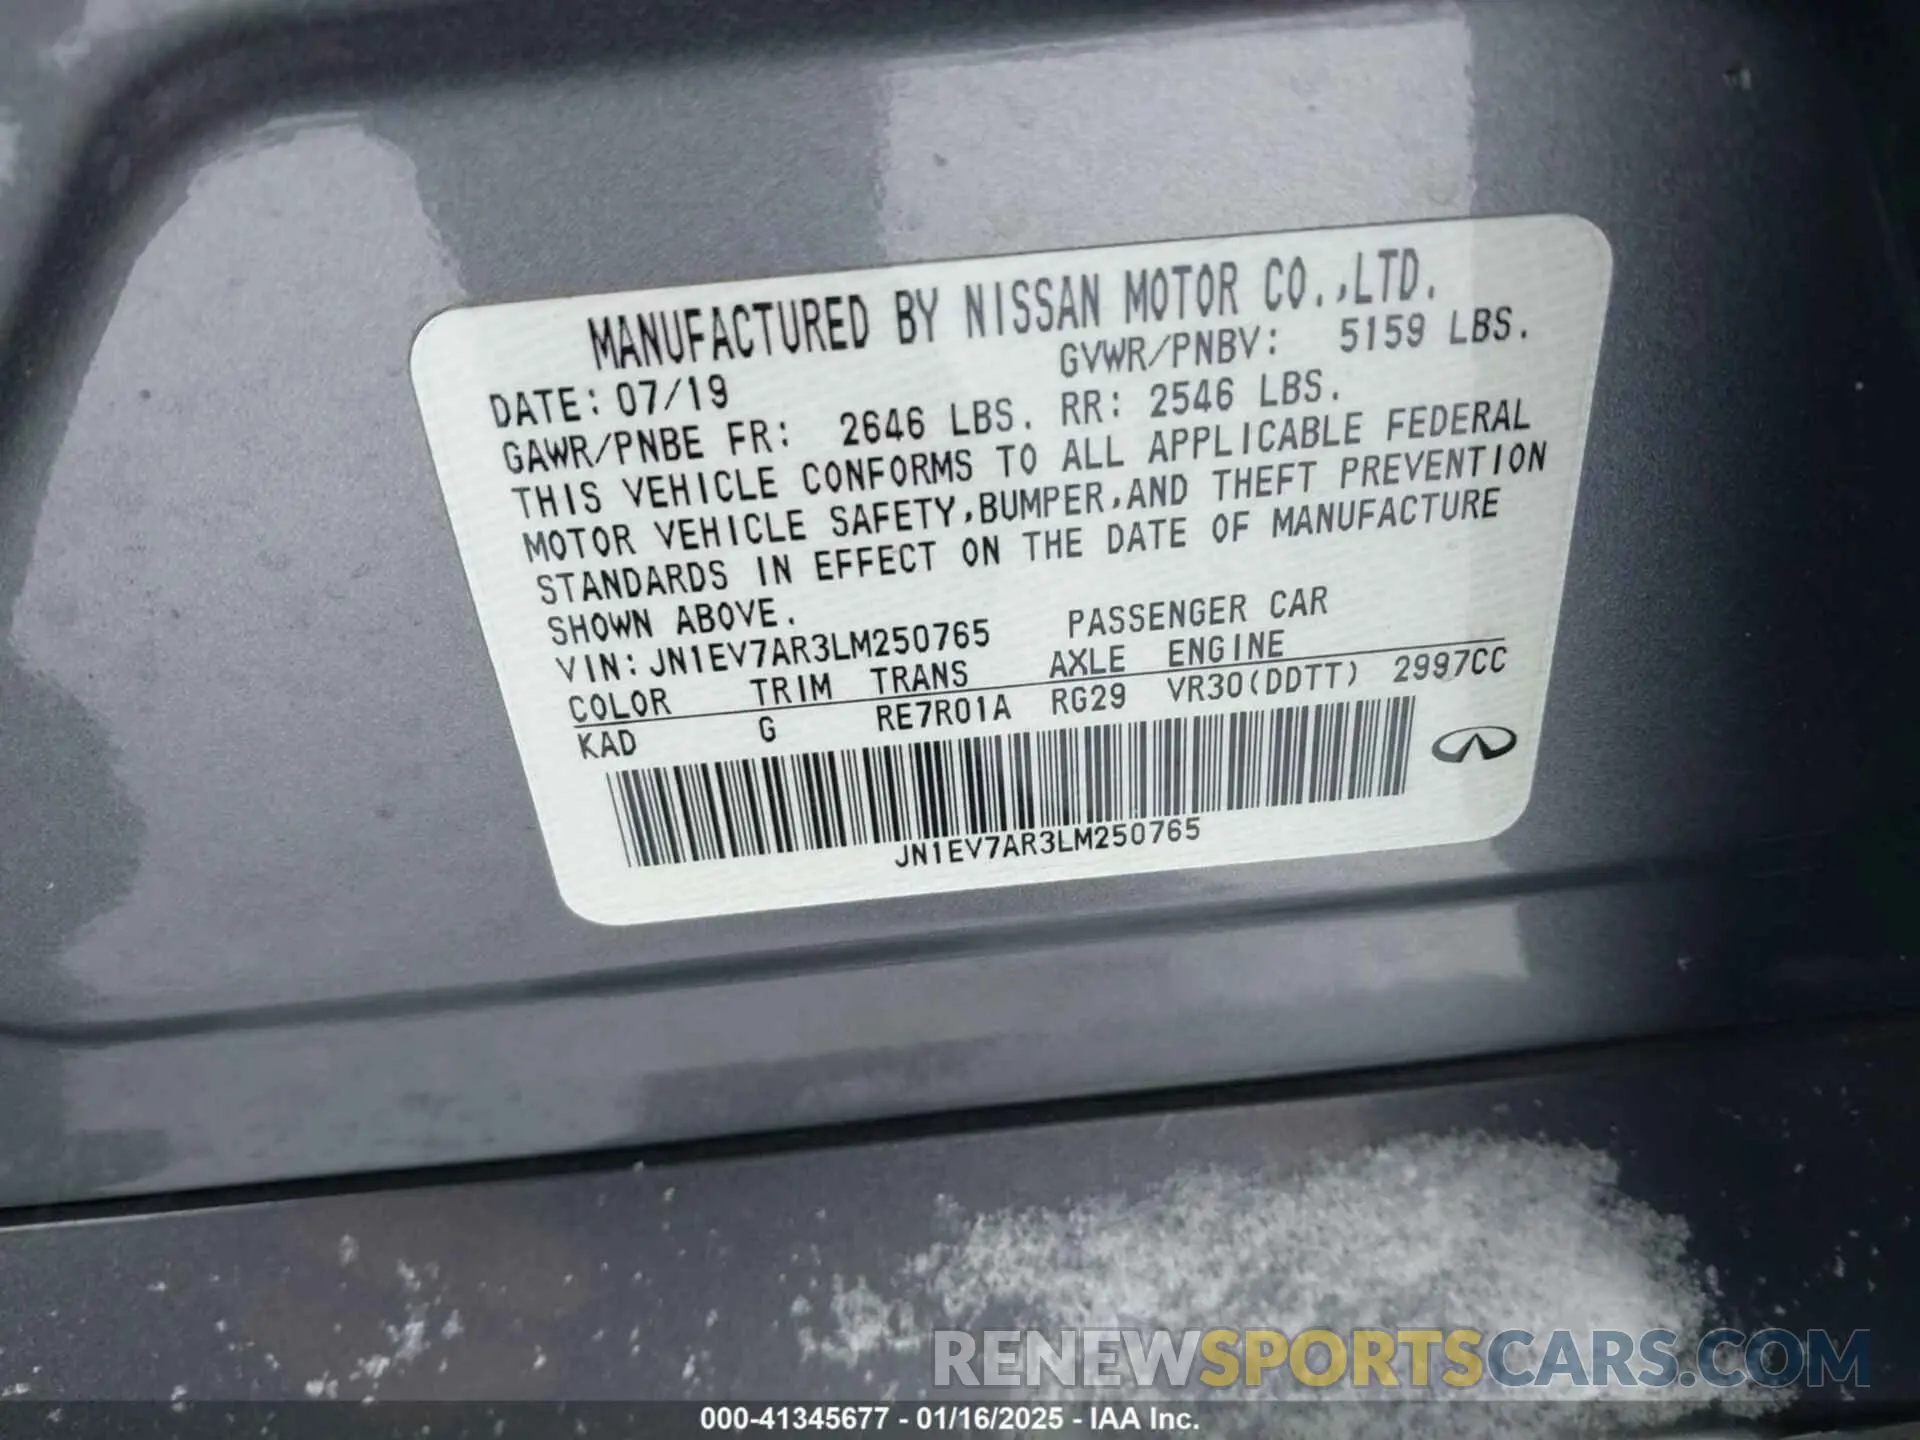 MANUFACTURED BY NISSAN MOTOR CO.,LTD.
DATE: 07/19 GVWR/PNBV: 5159 LBS.
GAWR/PNBE FR: 2646 LBS. RR: 2546 LBS.
THIS VEHICLE CONFORMS TO ALL APPLICABLE FEDERAL
MOTOR VEHICLE SAFETY,BUMPER,AND THEFT PREVENTION
STANDARDS IN EFFECT ON THE DATE OF MANUFACTURE
SHOWN ABOVE.
VIN: JN1EV7AR3LM250765 PASSENGER CAR
COLOR TRIM TRANS AXLE ENGINE
KAD G RE7R01A RG29 VR30(DDTT) 2997CC
JN1EV7AR3LM250765
RENEWSPORTSCARS.COM
000-41345677 - 01/16/2025 - IAA Inc.